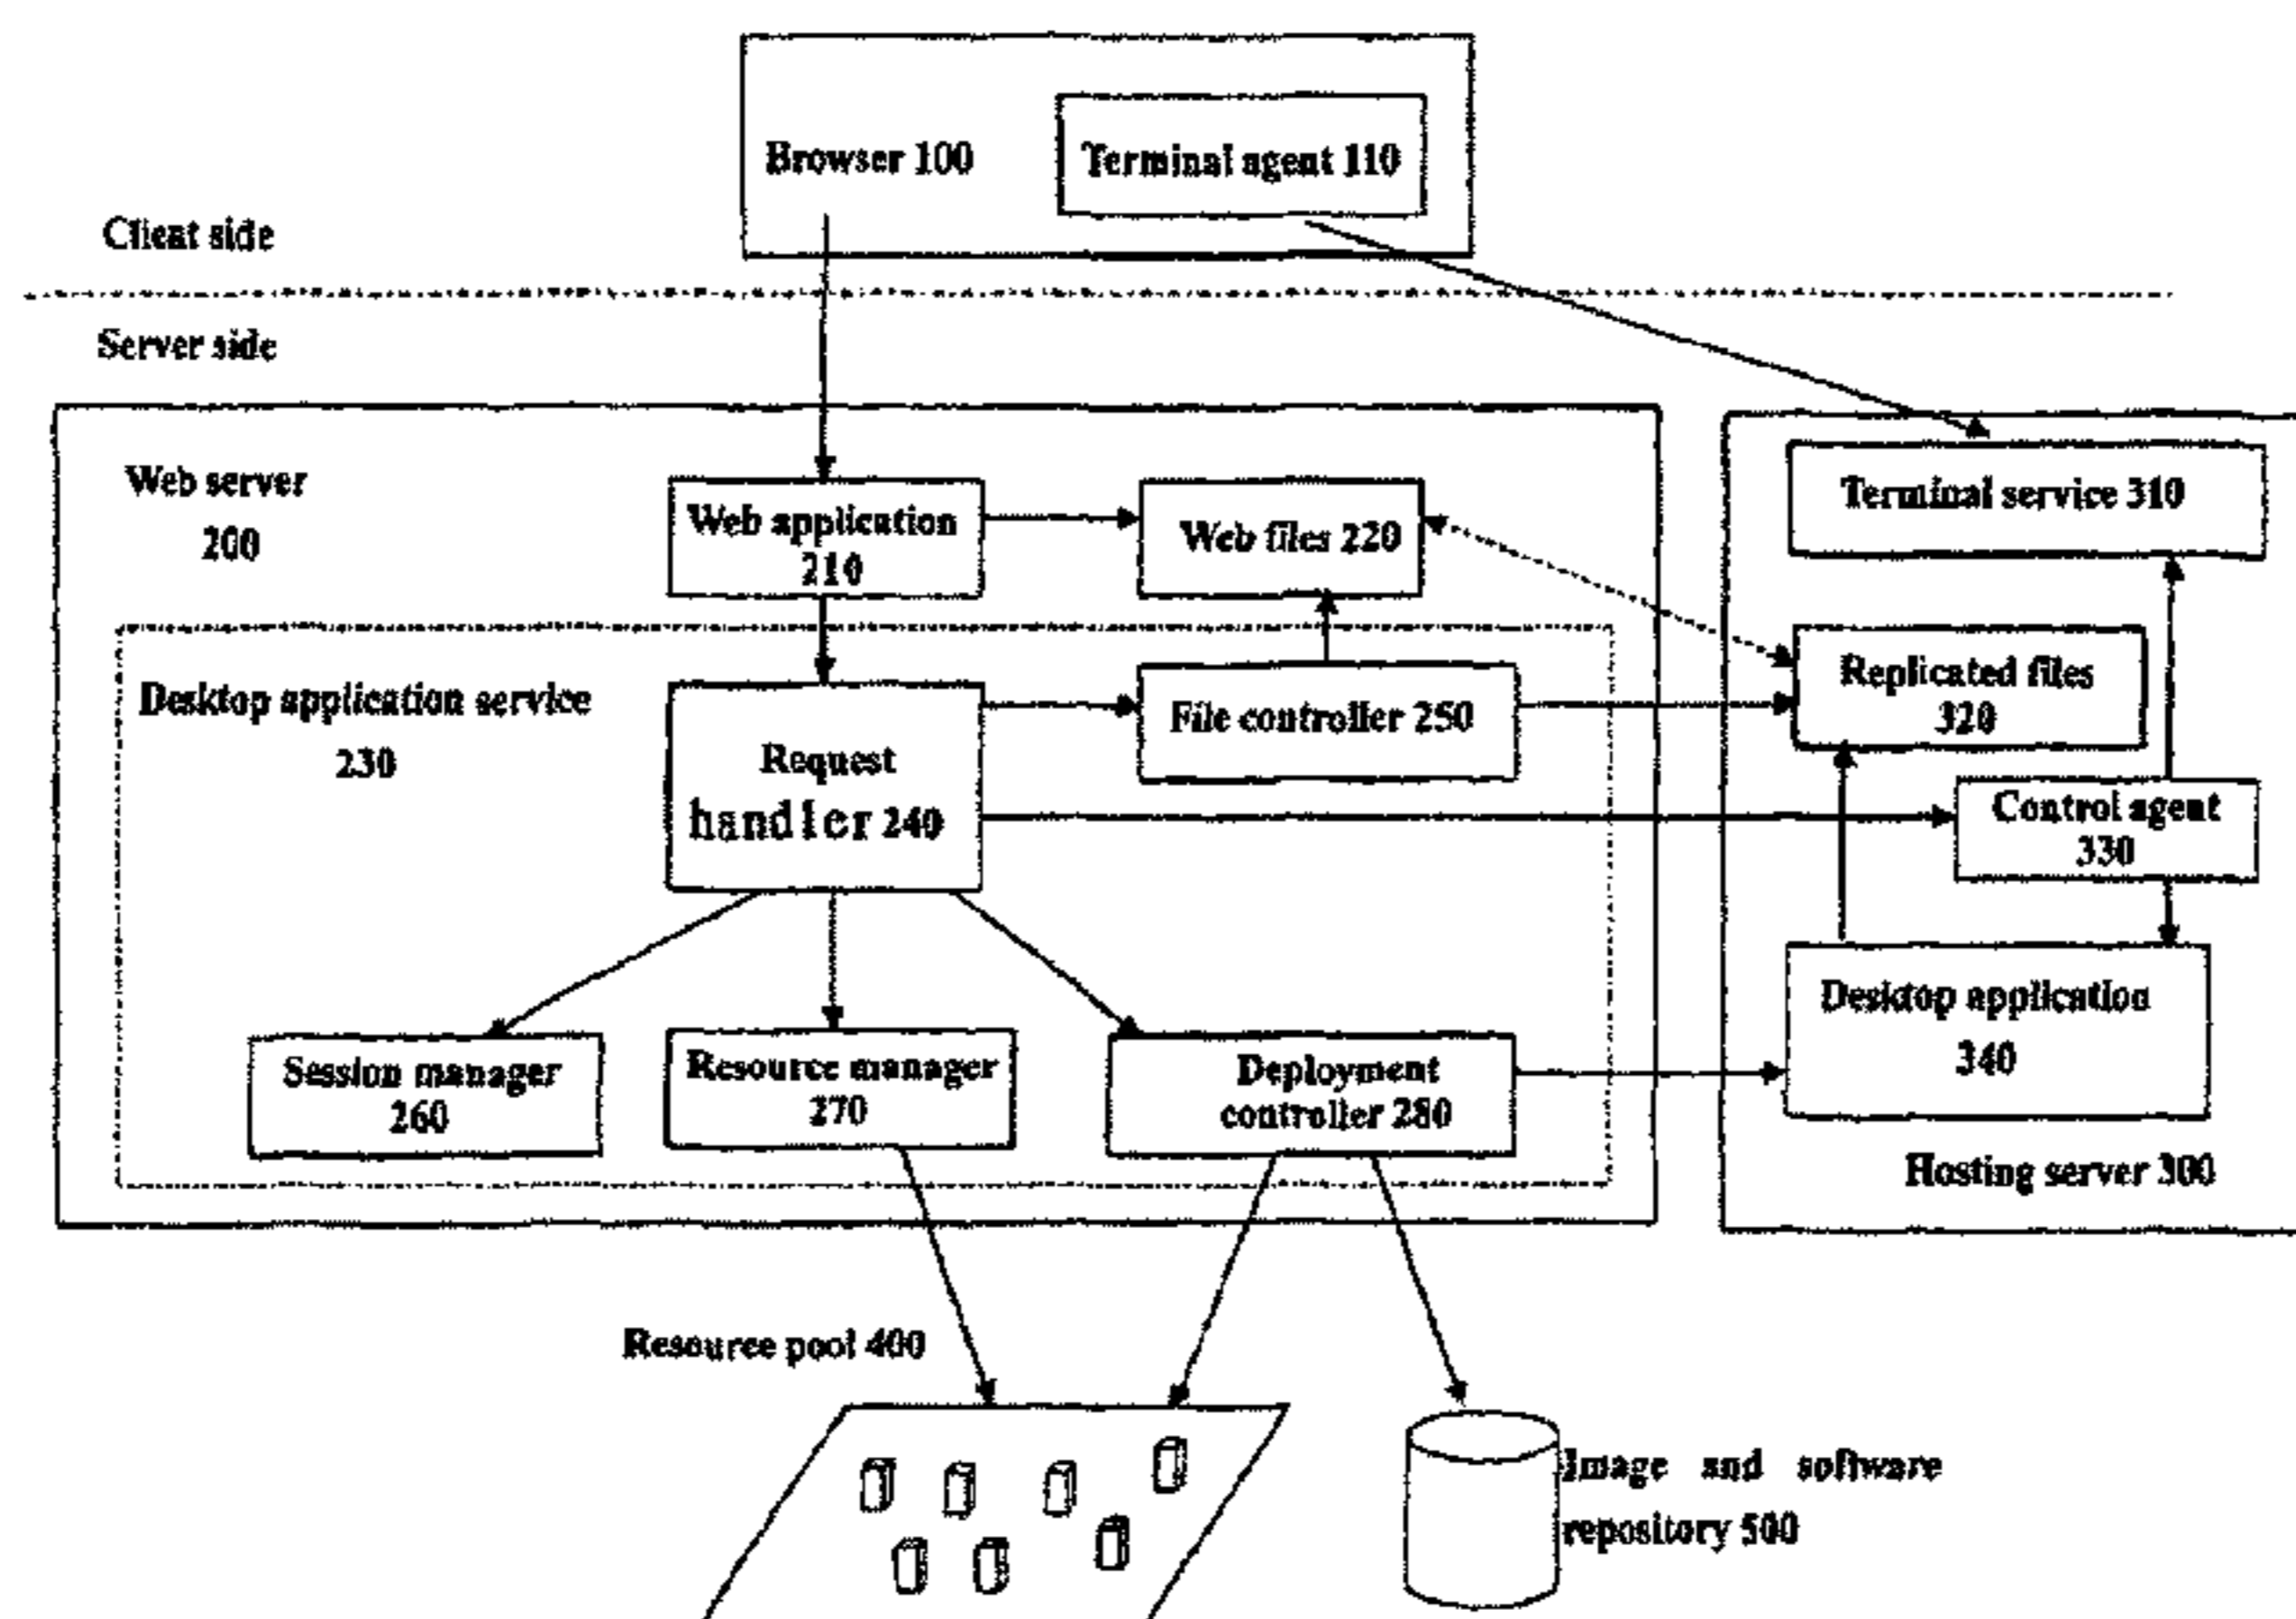 Browser 100
Terminal agent 110
Client side
Server side
Web server
200
Web application
210
Web files 220
Terminal service 310
Desktop application service
230
Request
handler 240
File controller 250
Replicated files
320
Control agent
330
Session manager
260
Resource manager
270
Deployment
controller 280
Desktop application
340
Hosting server 300
Resource pool 400
Image and software
repository 500